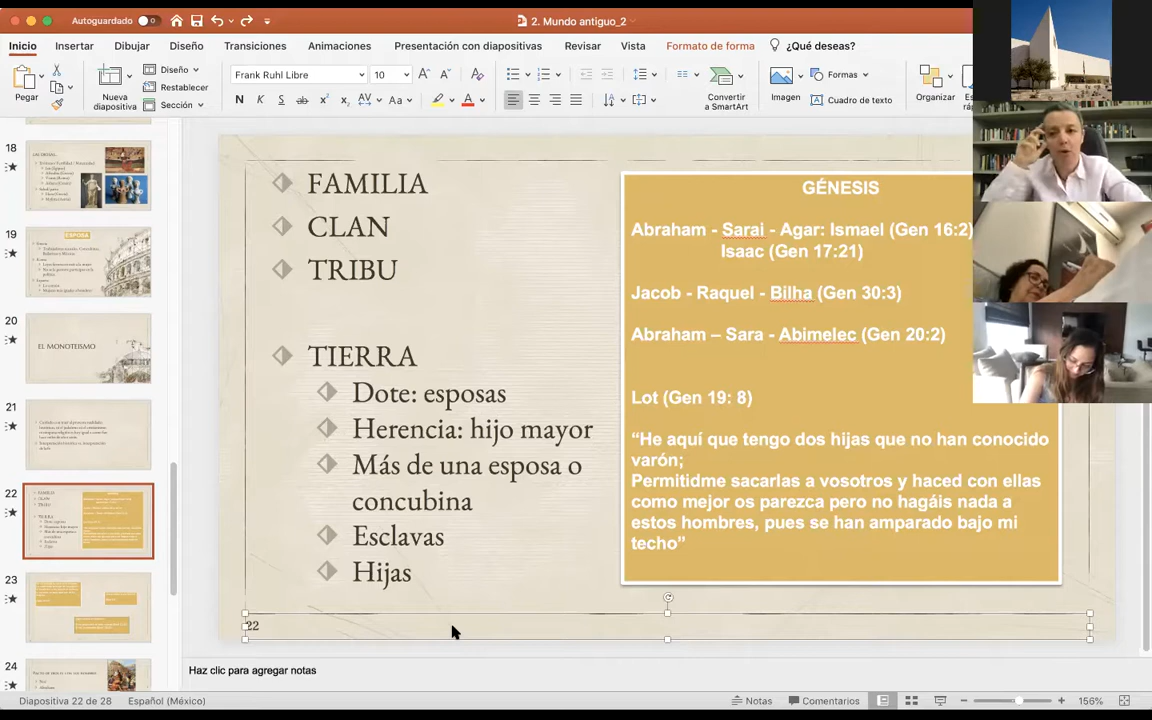 Autoguardado
2. Mundo antiguo_2
Inicio Insertar Dibujar Diseño Transiciones Animaciones Presentación con diapositivas Revisar Vista Formato de forma ¿Qué deseas?
Pegar
Nueva
diapositiva
Diseño
Restablecer
Sección
Frank Ruhl Libre 10
N K S ab x² x₂ AV Aa A
Convertir
a SmartArt
Imagen
Formas
Cuadro de texto
Organizar
18
19
ESPOSA
20
EL MONOTEÍSMO
21
22
23
24
FAMILIA
CLAN
TRIBU
TIERRA
Dote: esposas
Herencia: hijo mayor
Más de una esposa o
concubina
Esclavas
Hijas
22
GÉNESIS
Abraham - Sarai - Agar: Ismael (Gen 16:2)
Isaac (Gen 17:21)
Jacob - Raquel - Bilha (Gen 30:3)
Abraham – Sara - Abimelec (Gen 20:2)
Lot (Gen 19: 8)
“He aquí que tengo dos hijas que no han conocido
varón;
Permitidme sacarlas a vosotros y haced con ellas
como mejor os parezca pero no hagáis nada a
estos hombres, pues se han amparado bajo mi
techo”
Haz clic para agregar notas
Diapositiva 22 de 28 Español (México) Notas Comentarios 156%